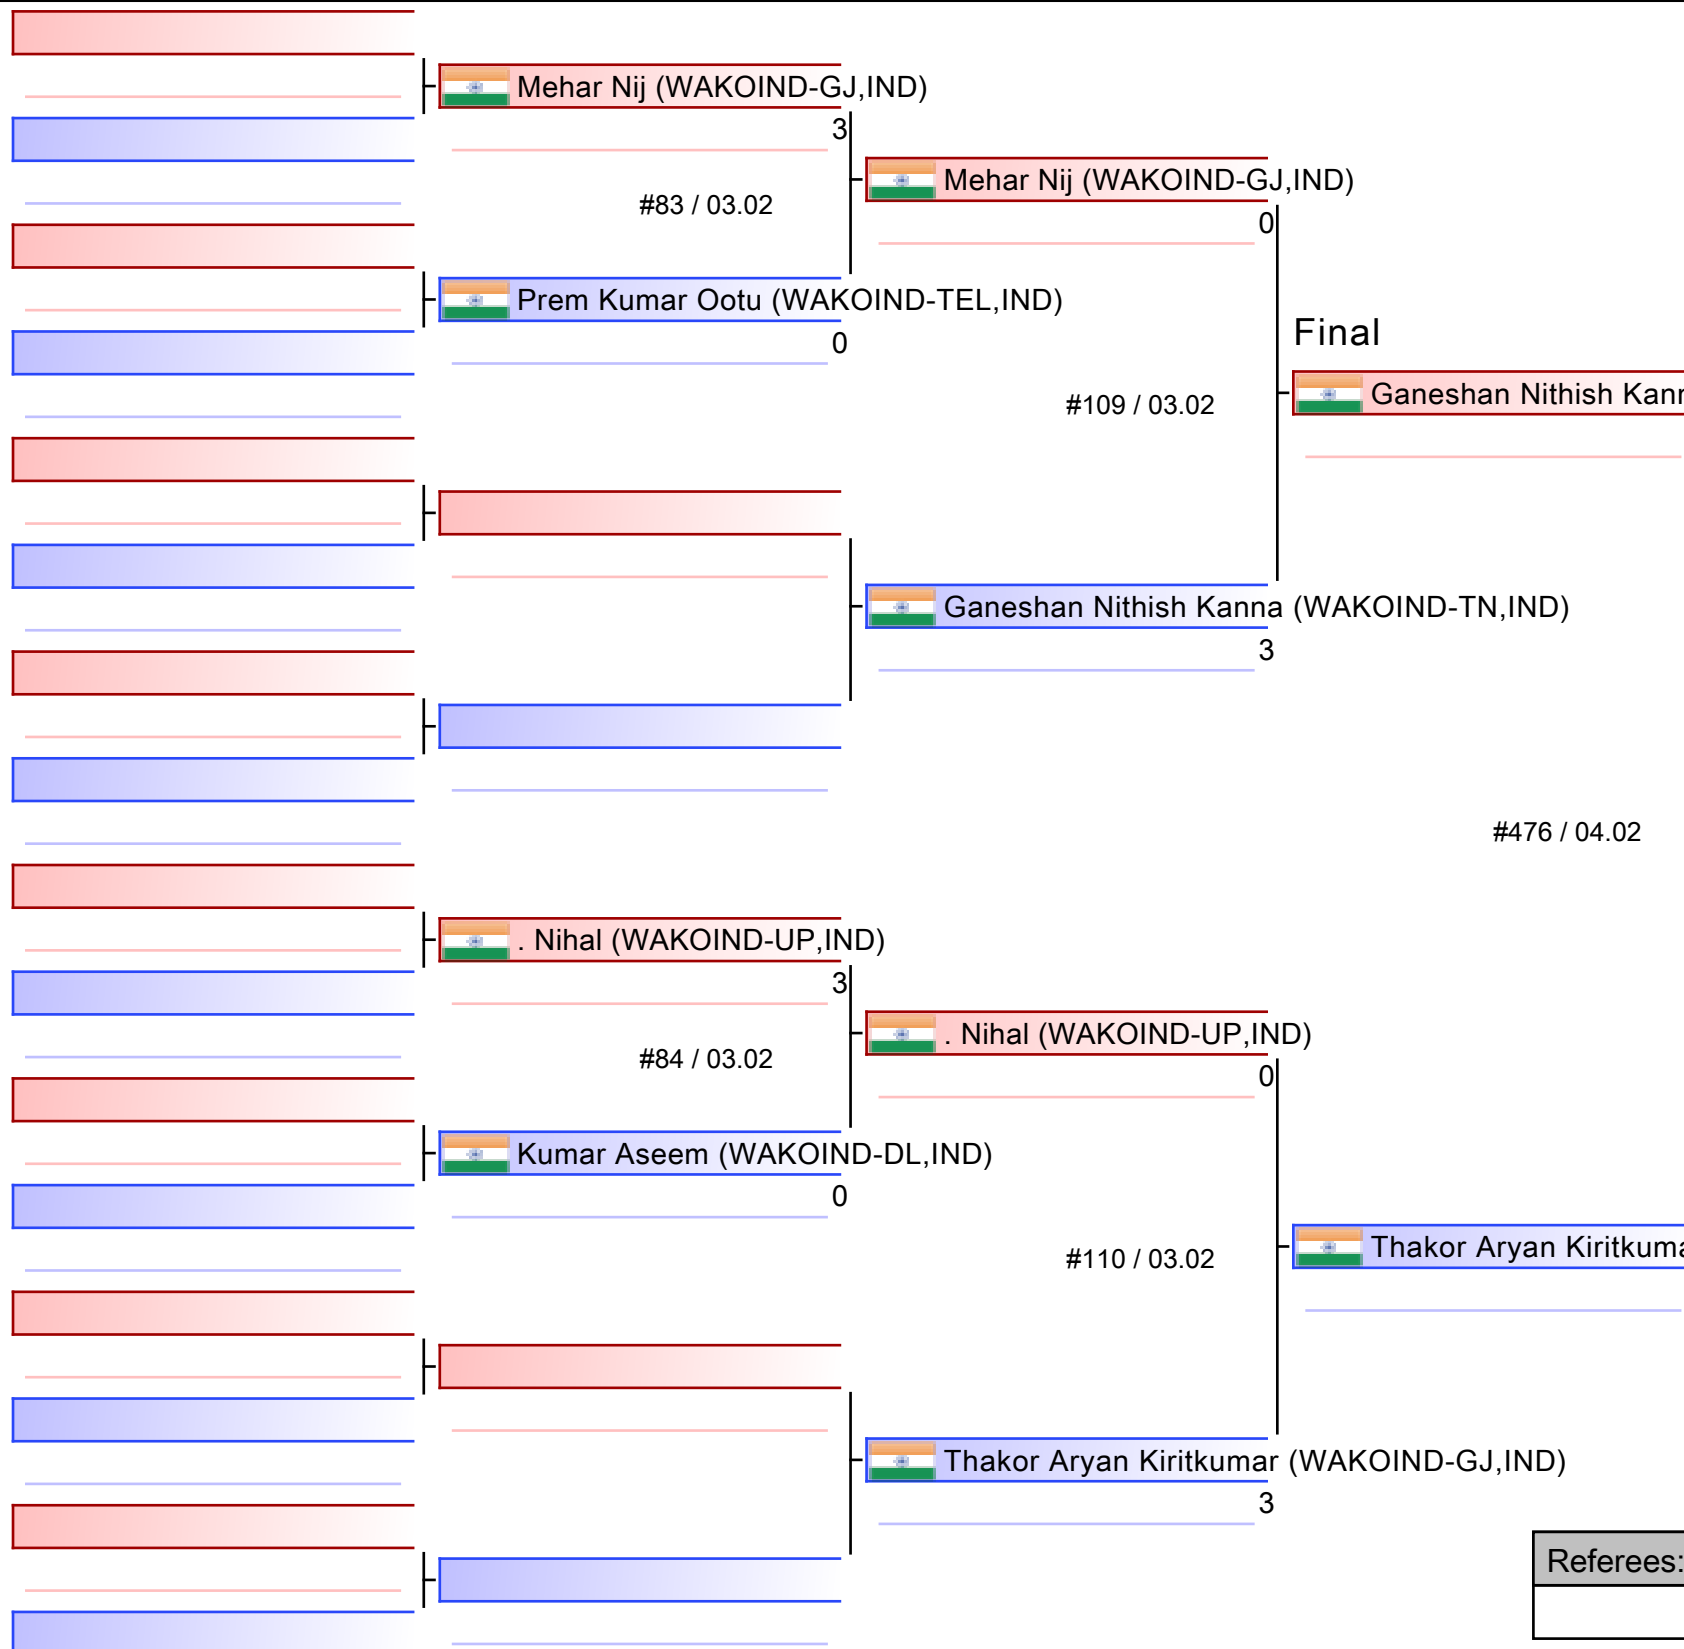 Mehar Nij (WAKOIND-GJ,IND)
3
#83 / 03.02
Prem Kumar Ootu (WAKOIND-TEL,IND)
0
Mehar Nij (WAKOIND-GJ,IND)
0
#109 / 03.02
Ganeshan Nithish Kanna (WAKOIND-TN,IND)
3
Final
Ganeshan Nithish
#476 / 04.02
. Nihal (WAKOIND-UP,IND)
3
#84 / 03.02
Kumar Aseem (WAKOIND-DL,IND)
0
. Nihal (WAKOIND-UP,IND)
0
#110 / 03.02
Thakor Aryan Kiritkumar (WAKOIND-GJ,IND)
3
Thakor Aryan
Referees: